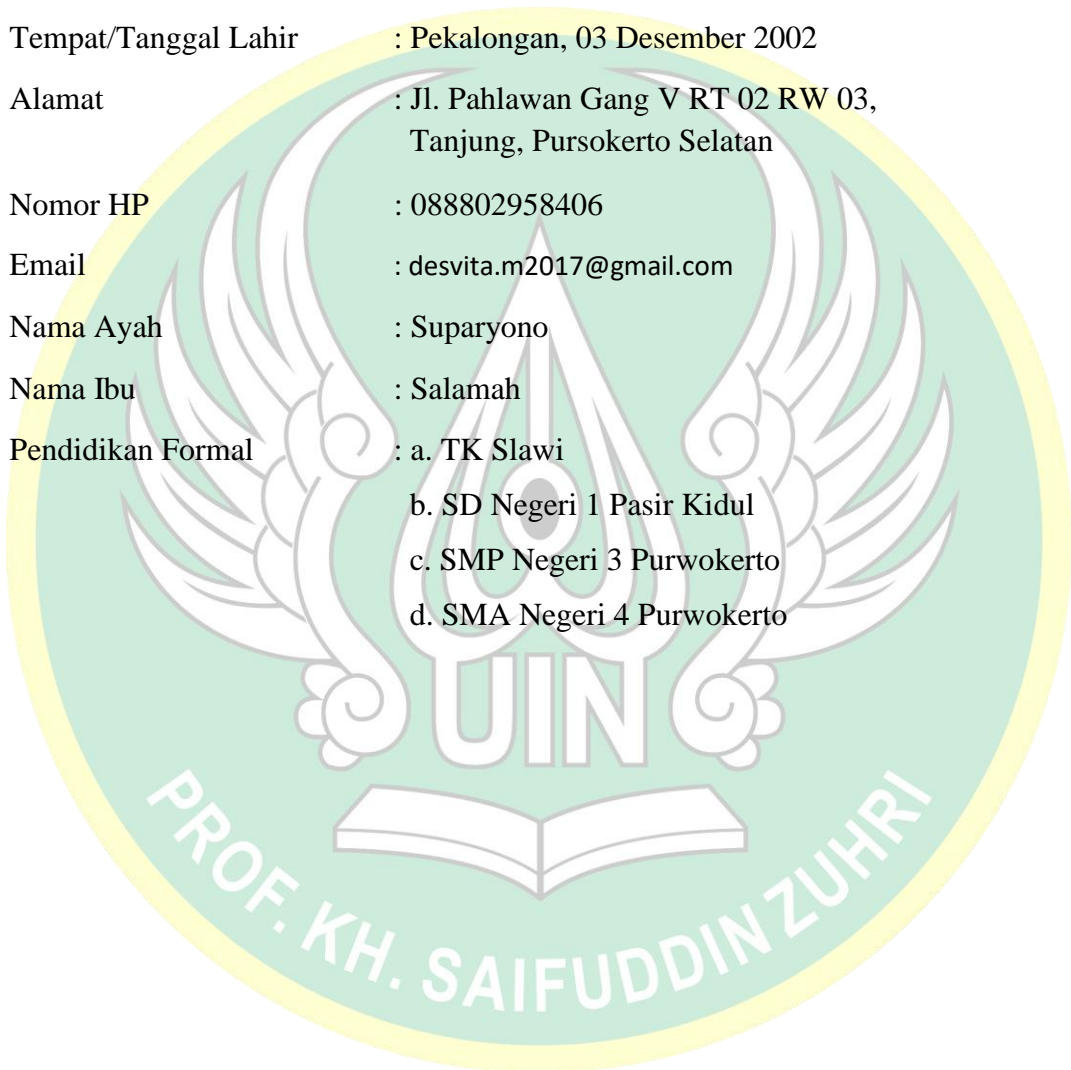 Tempat/Tanggal Lahir : Pekalongan, 03 Desember 2002
Alamat : Jl. Pahlawan Gang V RT 02 RW 03,
Tanjung, Pursokerto Selatan
Nomor HP : 088802958406
Email : desvita.m2017@gmail.com
Nama Ayah : Suparyono
Nama Ibu : Salamah
Pendidikan Formal : a. TK Slawi
b. SD Negeri 1 Pasir Kidul
c. SMP Negeri 3 Purwokerto
d. SMA Negeri 4 Purwokerto
UIN
PROF. KH. SAIFUDDIN ZUHRI